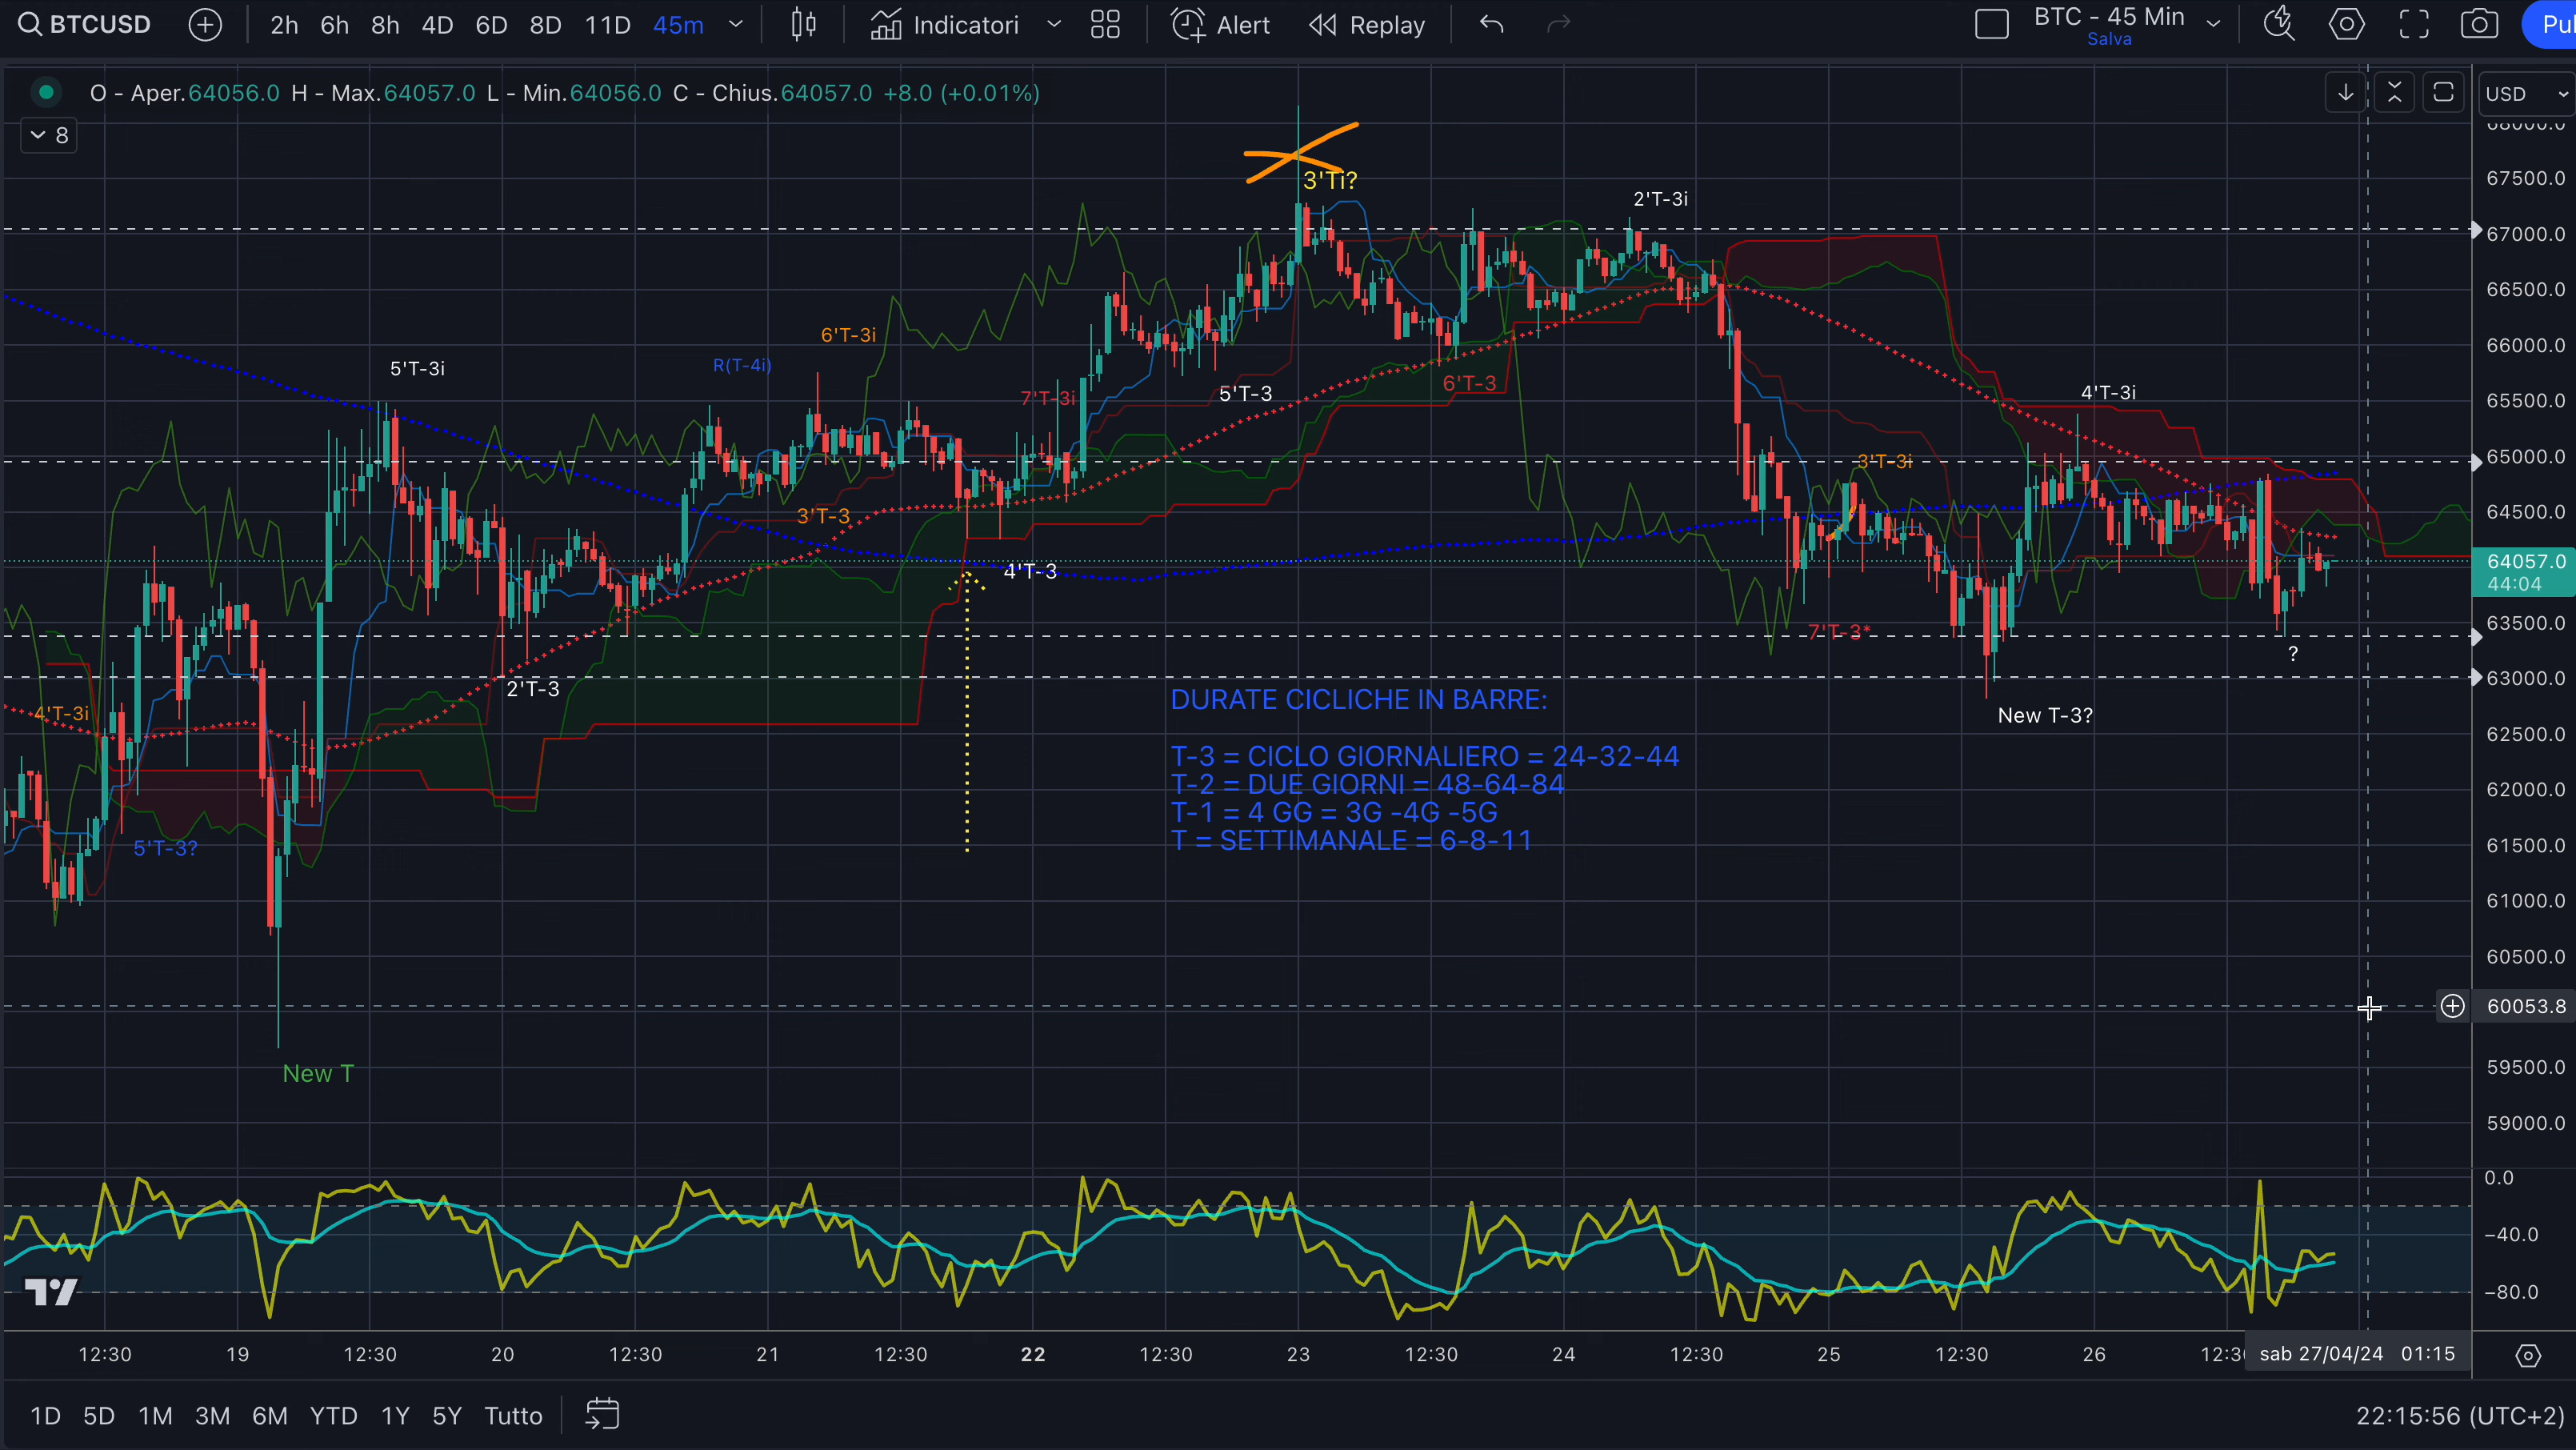 BTCUSD 2h 6h 8h 4D 6D 8D 11D 45m Indicatori Alert Replay BTC - 45 Min
Salva
O - Aper.64056.0 H - Max.64057.0 L - Min.64056.0 C - Chius.64057.0 +8.0 (+0.01%)
USD
8
68000.0
67500.0
67000.0
66500.0
66000.0
65500.0
65000.0
64500.0
64057.0
44:04
63500.0
63000.0
62500.0
62000.0
61500.0
61000.0
60500.0
60053.8
59500.0
59000.0
0.0
−40.0
−80.0
3'Ti?
2'T-3i
6'T-3i
R(T-4i)
5'T-3i
6'T-3
5'T-3
7'T-3i
4'T-3i
3'T-3i
3'T-3
4'T-3
7'T-3*
?
2'T-3
4'T-3i
New T-3?
5'T-3?
New T
DURATE CICLICHE IN BARRE:
T-3 = CICLO GIORNALIERO = 24-32-44
T-2 = DUE GIORNI = 48-64-84
T-1 = 4 GG = 3G -4G -5G
T = SETTIMANALE = 6-8-11
12:30 19 12:30 20 12:30 21 12:30 22 12:30 23 12:30 24 12:30 25 12:30 26 sab 27/04/24 01:15
1D 5D 1M 3M 6M YTD 1Y 5Y Tutto
22:15:56 (UTC+2)